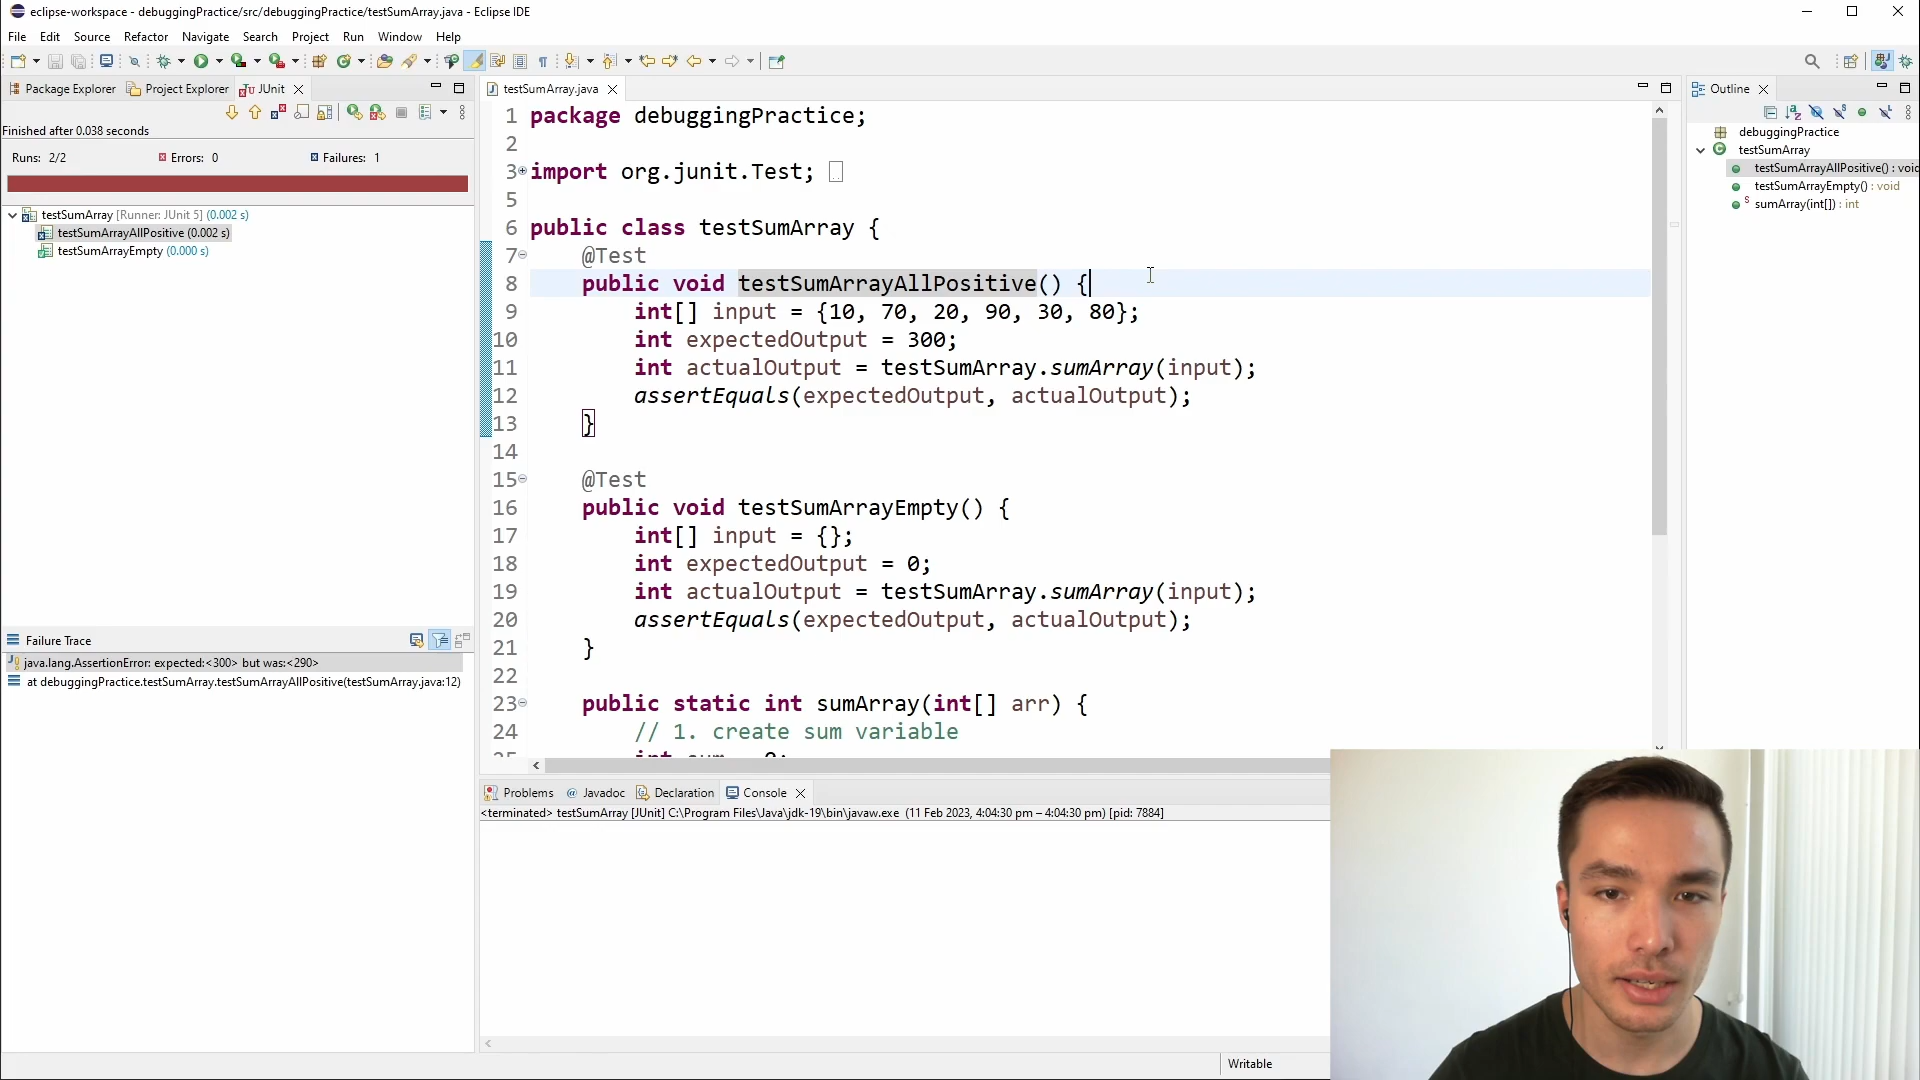 eclipse-workspace - debuggingPractice/src/debuggingPractice/testSumArray.java - Eclipse IDE
File Edit Source Refactor Navigate Search Project Run Window Help
Package Explorer Project Explorer JUnit
Finished after 0.038 seconds
Runs: 2/2 Errors: 0 Failures: 1
testSumArray [Runner: JUnit 5] (0.002 s)
testSumArrayAllPositive (0.002 s)
testSumArrayEmpty (0.000 s)
Failure Trace
java.lang.AssertionError: expected:<300> but was:<290>
at debuggingPractice.testSumArray.testSumArrayAllPositive(testSumArray.java:12)
testSumArray.java
1 package debuggingPractice;
2
3 import org.junit.Test;
5
6 public class testSumArray {
7 @Test
8 public void testSumArrayAllPositive() {
9 int[] input = {10, 70, 20, 90, 30, 80};
10 int expectedOutput = 300;
11 int actualOutput = testSumArray.sumArray(input);
12 assertEquals(expectedOutput, actualOutput);
13 }
14
15 @Test
16 public void testSumArrayEmpty() {
17 int[] input = {};
18 int expectedOutput = 0;
19 int actualOutput = testSumArray.sumArray(input);
20 assertEquals(expectedOutput, actualOutput);
21 }
22
23 public static int sumArray(int[] arr) {
24 // 1. create sum variable
Problems @ Javadoc Declaration Console
<terminated> testSumArray [JUnit] C:\Program Files\Java\jdk-19\bin\javaw.exe (11 Feb 2023, 4:04:30 pm – 4:04:30 pm) [pid: 7884]
Writable
Outline
debuggingPractice
testSumArray
testSumArrayAllPositive() : void
testSumArrayEmpty() : void
sumArray(int[]) : int